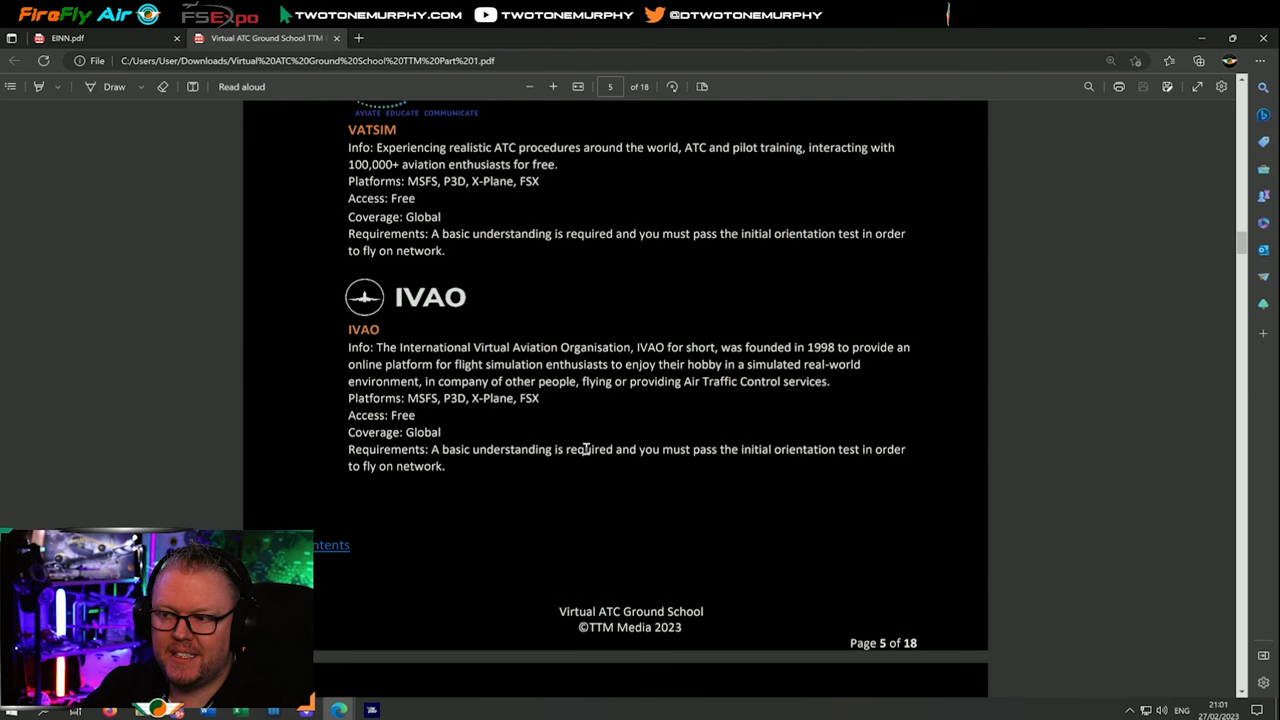 FireFly Air
FSExpo
TWOTONEMURPHY.COM
TWOTONEMURPHY
@DTWOTONEMURPHY
EINN.pdf
Virtual ATC Ground School TTM
File
C:/Users/User/Downloads/Virtual%20ATC%20Ground%20School%20TTM%20Part%201.pdf
Draw
Read aloud
5
of 18
AVIATE EDUCATE COMMUNICATE
VATSIM
Info: Experiencing realistic ATC procedures around the world, ATC and pilot training, interacting with
100,000+ aviation enthusiasts for free.
Platforms: MSFS, P3D, X-Plane, FSX
Access: Free
Coverage: Global
Requirements: A basic understanding is required and you must pass the initial orientation test in order
to fly on network.
IVAO
IVAO
Info: The International Virtual Aviation Organisation, IVAO for short, was founded in 1998 to provide an
online platform for flight simulation enthusiasts to enjoy their hobby in a simulated real-world
environment, in company of other people, flying or providing Air Traffic Control services.
Platforms: MSFS, P3D, X-Plane, FSX
Access: Free
Coverage: Global
Requirements: A basic understanding is required and you must pass the initial orientation test in order
to fly on network.
ntents
Virtual ATC Ground School
©TTM Media 2023
Page 5 of 18
ENG
21:01
27/02/2023